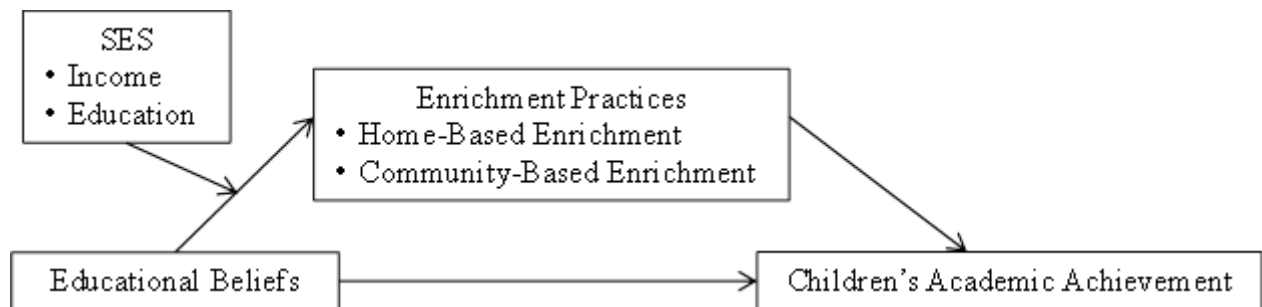 SES
• Income
• Education
Enrichment Practices
• Home-Based Enrichment
• Community-Based Enrichment
Educational Beliefs
Children's Academic Achievement